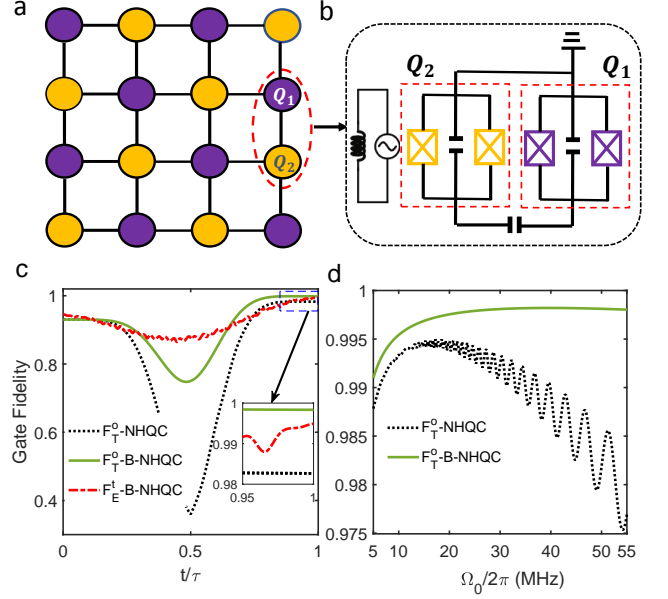 a
b
Q₁
Q₂
Q₂
Q₁
c
d
Gate Fidelity
1
0.8
0.6
0.4
0
0.5
1
t/τ
F_T^o-NHQC
F_T^o-B-NHQC
F_E^t-B-NHQC
1
0.99
0.98
0.95
1
1
0.995
0.99
0.985
0.98
0.975
5
10
20
30
40
50
55
Ω₀/2π (MHz)
F_T^o-NHQC
F_T^o-B-NHQC